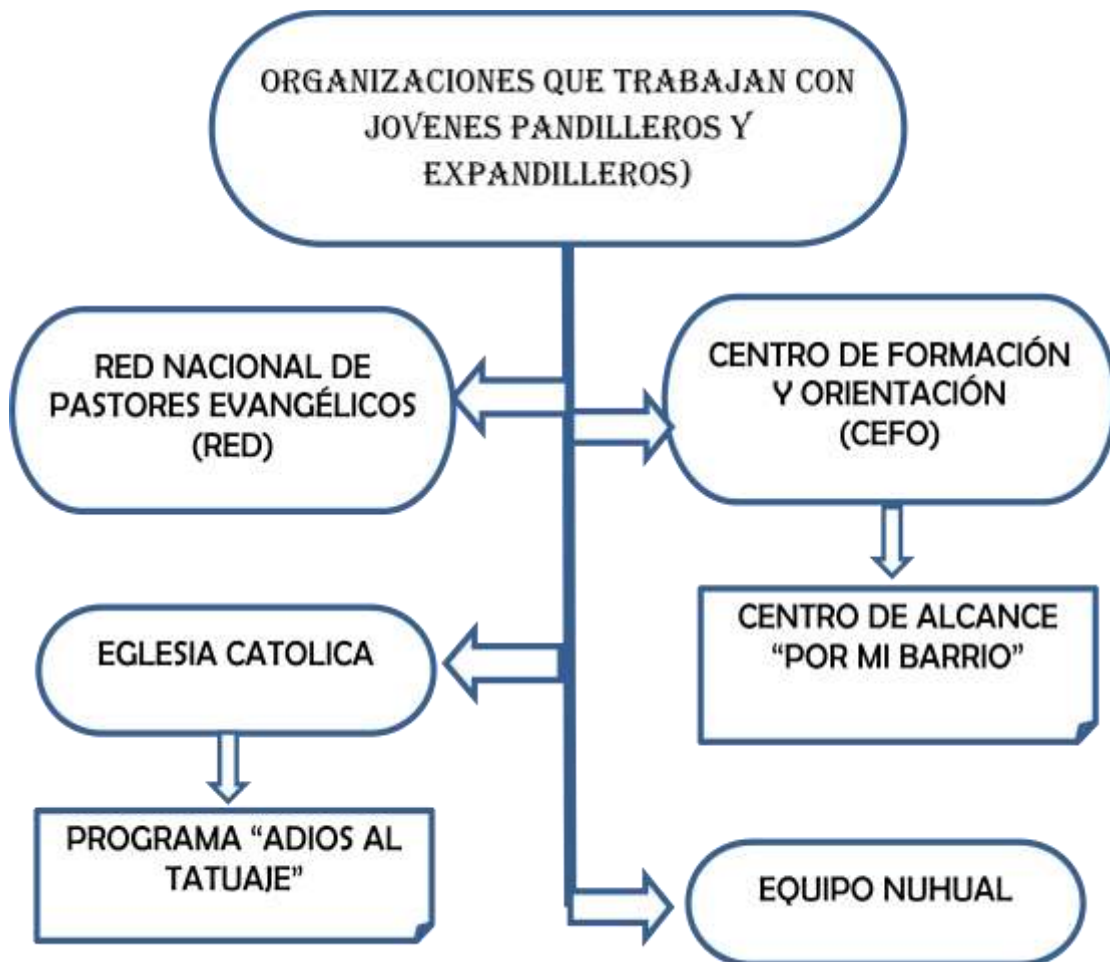 ORGANIZACIONES QUE TRABAJAN CON
JOVENES PANDILLEROS Y
EXPANDILLEROS)
RED NACIONAL DE
PASTORES EVANGÉLICOS
(RED)
CENTRO DE FORMACIÓN
Y ORIENTACIÓN
(CEFO)
EGLESIA CATOLICA
CENTRO DE ALCANCE
“POR MI BARRIO”
PROGRAMA “ADIOS AL
TATUAJE”
EQUIPO NUHUAL